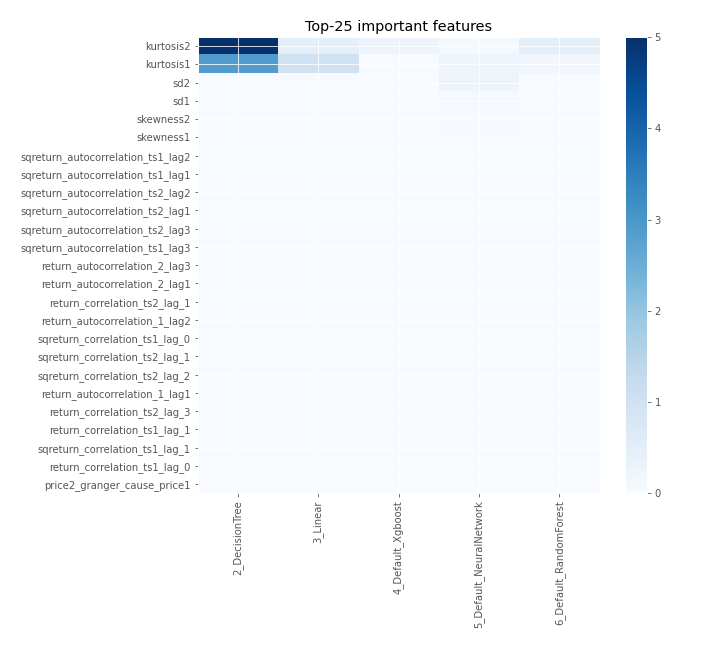 Top-25 important features
kurtosis2
kurtosis1
sd2
sd1
skewness2
skewness1
sqreturn_autocorrelation_ts1_lag2
sqreturn_autocorrelation_ts1_lag1
sqreturn_autocorrelation_ts2_lag2
sqreturn_autocorrelation_ts2_lag1
sqreturn_autocorrelation_ts2_lag3
sqreturn_autocorrelation_ts1_lag3
return_autocorrelation_2_lag3
return_autocorrelation_2_lag1
return_correlation_ts2_lag_1
return_autocorrelation_1_lag2
sqreturn_correlation_ts1_lag_0
sqreturn_correlation_ts2_lag_1
sqreturn_correlation_ts2_lag_2
return_autocorrelation_1_lag1
return_correlation_ts2_lag_3
return_correlation_ts1_lag_1
sqreturn_correlation_ts1_lag_1
return_correlation_ts1_lag_0
price2_granger_cause_price1
2_DecisionTree
3_Linear
4_Default_Xgboost
5_Default_NeuralNetwork
6_Default_RandomForest
5
4
3
2
1
0